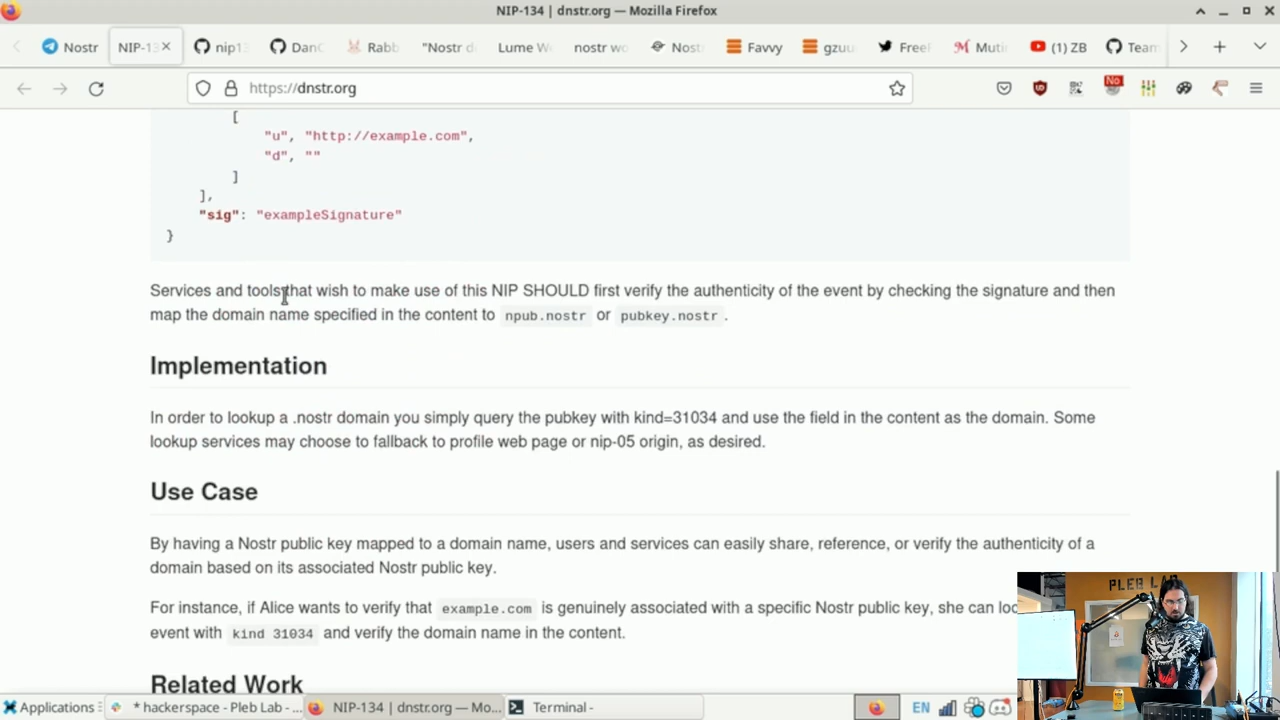 NIP-134 | dnstr.org — Mozilla Firefox
Nostr
NIP-13
nip13
DanC
Rabb
"Nostr d
Lume W
nostr wo
Nost
Favvy
gzuu
FreeF
Muti
(1) ZB
Team
https://dnstr.org
No
[
"u", "http://example.com",
"d", ""
]
],
"sig": "exampleSignature"
}
Services and tools that wish to make use of this NIP SHOULD first verify the authenticity of the event by checking the signature and then
map the domain name specified in the content to npub.nostr or pubkey.nostr .
Implementation
In order to lookup a .nostr domain you simply query the pubkey with kind=31034 and use the field in the content as the domain. Some
lookup services may choose to fallback to profile web page or nip-05 origin, as desired.
Use Case
By having a Nostr public key mapped to a domain name, users and services can easily share, reference, or verify the authenticity of a
domain based on its associated Nostr public key.
For instance, if Alice wants to verify that example.com is genuinely associated with a specific Nostr public key, she can loo
event with kind 31034 and verify the domain name in the content.
Related Work
PLEB LAB
Applications
* hackerspace - Pleb Lab - ...
NIP-134 | dnstr.org — Mo...
Terminal -
EN